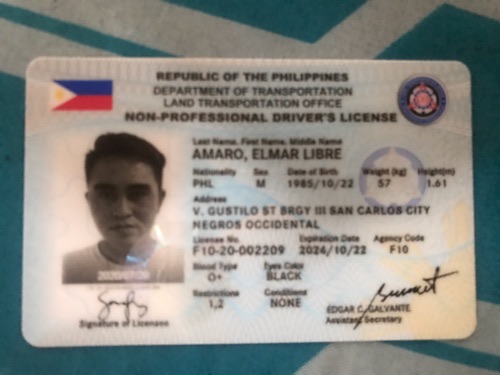 REPUBLIC OF THE PHILIPPINES
DEPARTMENT OF TRANSPORTATION
LAND TRANSPORTATION OFFICE
NON-PROFESSIONAL DRIVER'S LICENSE
Last Name. First Name. Middle Name
AMARO, ELMAR LIBRE
Nationality Sex Date of Birth Weight (kg) Height(m)
PHL M 1985/10/22 57 1.61
Address
V. GUSTILO ST BRGY III SAN CARLOS CITY
NEGROS OCCIDENTAL
License No. Expiration Date Agency Code
F10-20-002209 2024/10/22 F10
Blood Type Eyes Color
O+ BLACK
Restrictions Conditions
1,2 NONE
Signature of Licensee
EDGAR C. GALVANTE
Assistant Secretary